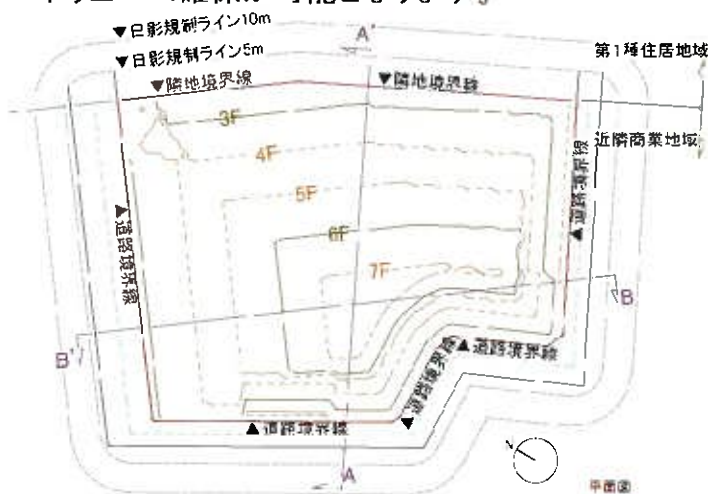 ▼日影規制ライン10m
▼日影規制ライン5m
▼隣地境界線
▼隣地境界線
A'
第1種住居地域
近隣商業地域
3F
4F
5F
6F
7F
▲道路境界線
▲道路境界線
B
B'
▲道路境界線
▲道路境界線
▲道路境界線
A
N
平面図